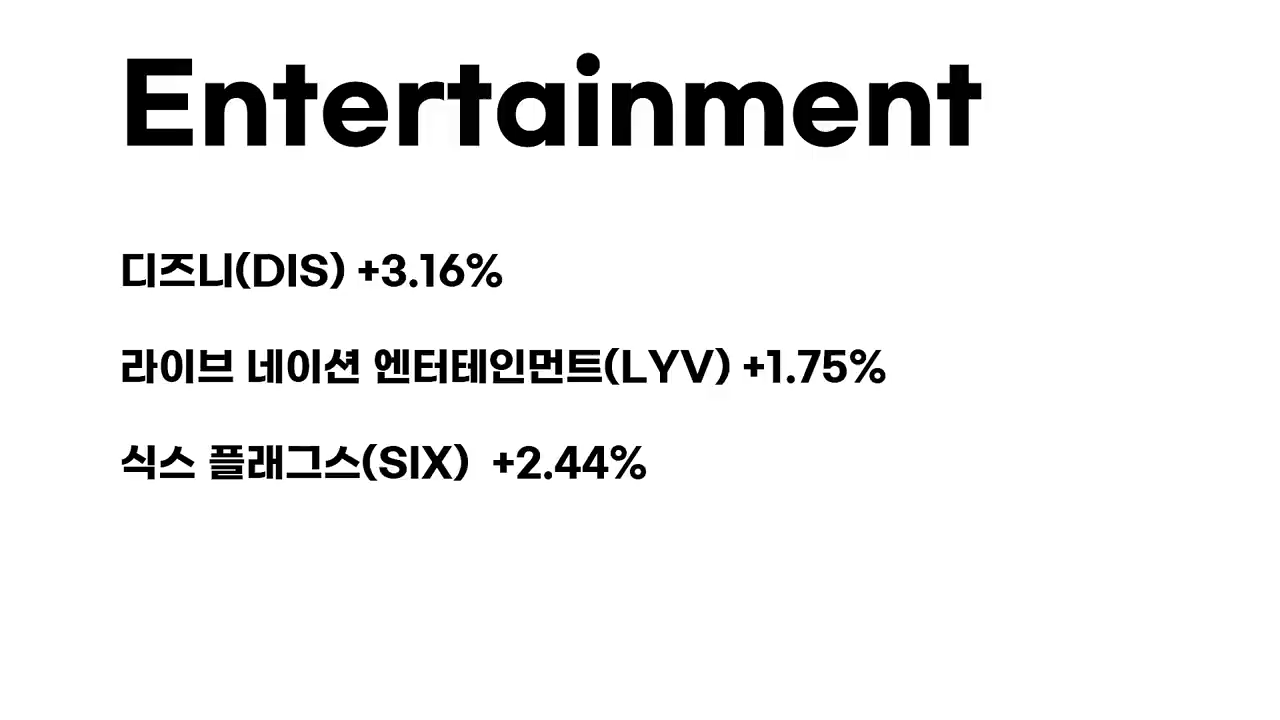 Entertainment
디즈니(DIS) +3.16%
라이브 네이션 엔터테인먼트(LYV) +1.75%
식스 플래그스(SIX)  +2.44%